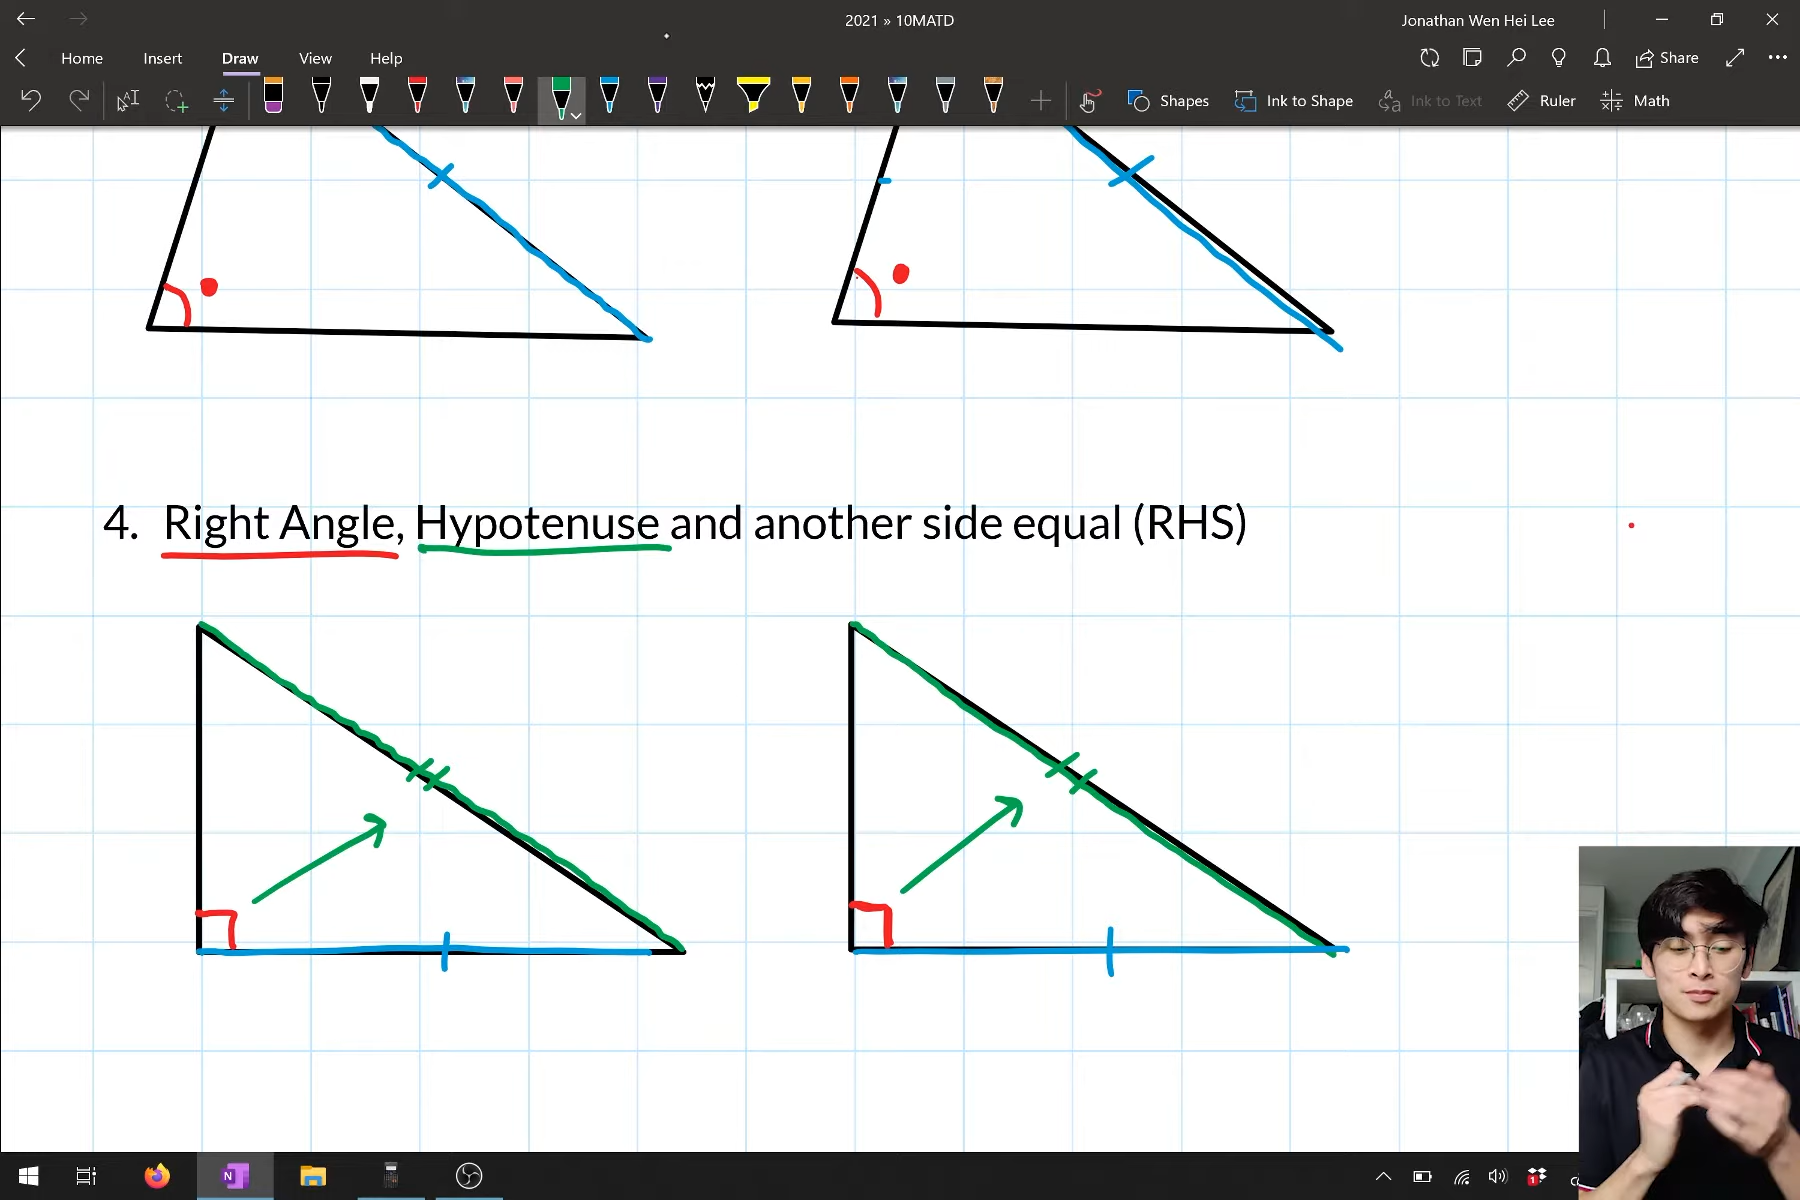 2021 » 10MATD
Jonathan Wen Hei Lee
Home Insert Draw View Help
Share
Shapes Ink to Shape Ink to Text Ruler Math
4. Right Angle, Hypotenuse and another side equal (RHS)